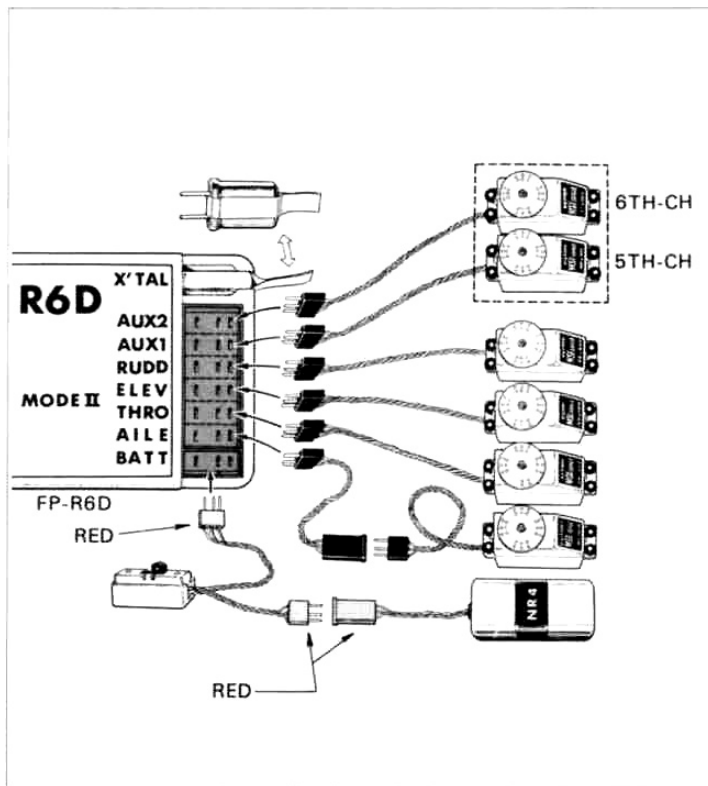 6TH-CH
5TH-CH
X'TAL
R6D
AUX2
AUX1
RUDD
ELEV
MODE II
THRO
AILE
BATT
FP-R6D
RED
NR4
RED